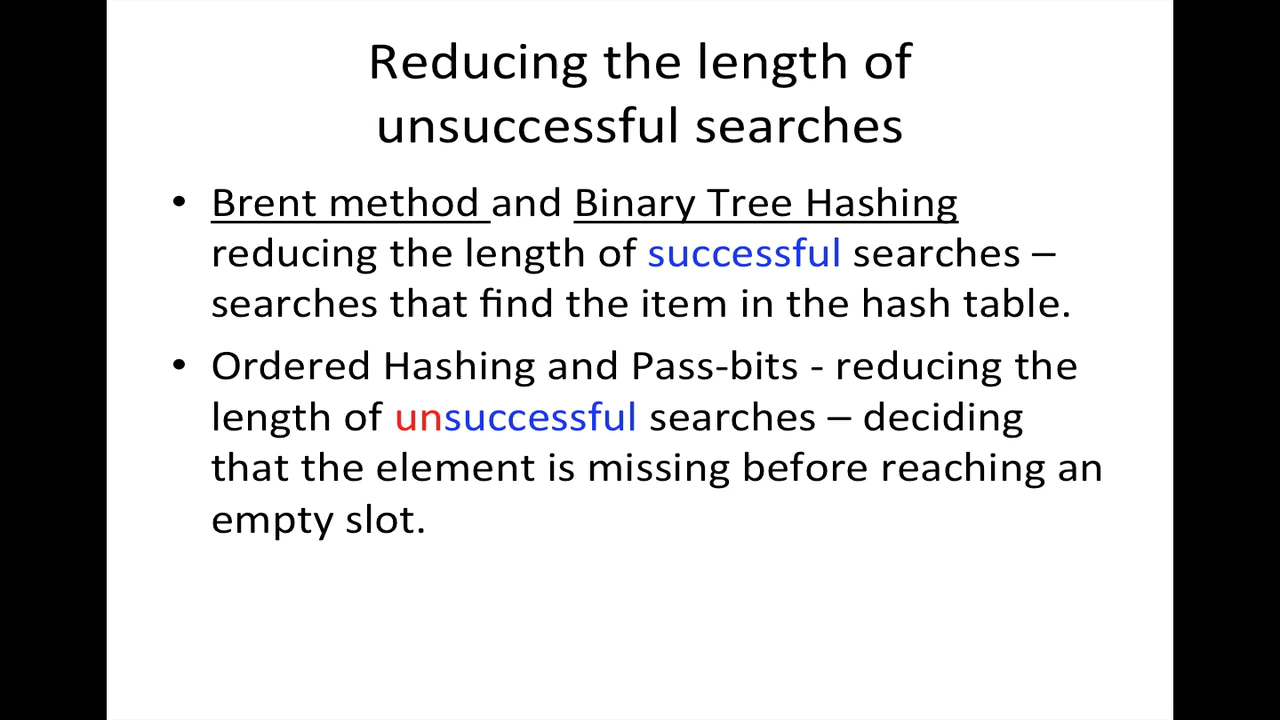 Reducing the length of
unsuccessful searches
• Brent method and Binary Tree Hashing
reducing the length of successful searches –
searches that find the item in the hash table.
• Ordered Hashing and Pass-bits - reducing the
length of unsuccessful searches – deciding
that the element is missing before reaching an
empty slot.